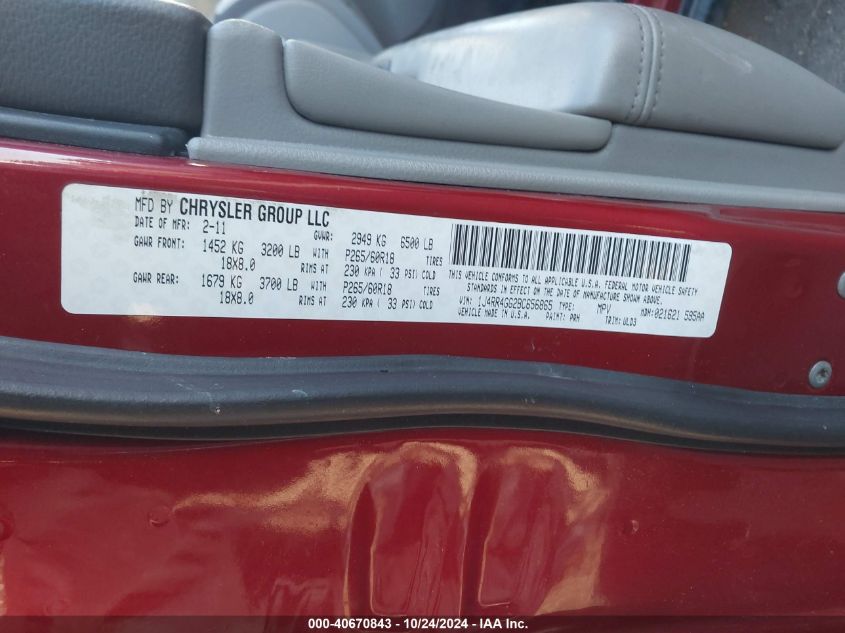 MFD BY CHRYSLER GROUP LLC
DATE OF MFR: 2-11 GVWR: 2949 KG 6500 LB
GAWR FRONT: 1452 KG 3200 LB WITH P265/60R18 TIRES
18X8.0 RIMS AT 230 KPA ( 33 PSI) COLD
GAWR REAR: 1679 KG 3700 LB WITH P265/60R18 TIRES
18X8.0 RIMS AT 230 KPA ( 33 PSI) COLD
THIS VEHICLE CONFORMS TO ALL APPLICABLE U.S.A. FEDERAL MOTOR VEHICLE SAFETY
STANDARDS IN EFFECT ON THE DATE OF MANUFACTURE SHOWN ABOVE.
VIN: 1J4RR4GG2BC656865 TYPE: MPV MDH:021621 585AA
VEHICLE MADE IN U.S.A. PAINT: PRH TRIM: ULD3
000-40670843 - 10/24/2024 - IAA Inc.